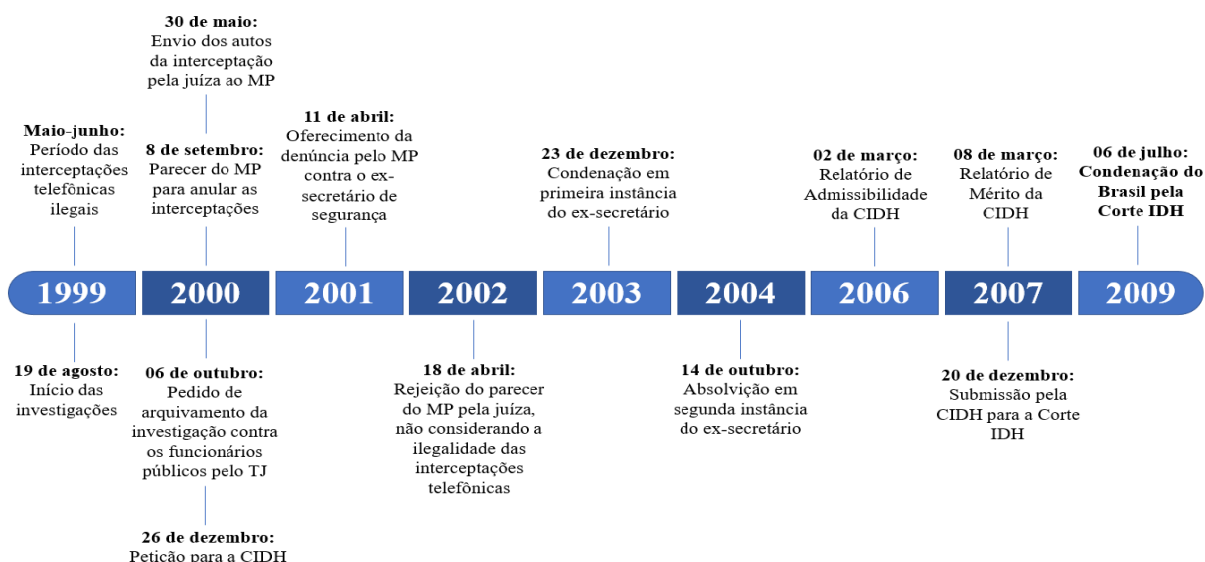 30 de maio:
Envio dos autos
da interceptação
pela juíza ao MP
Maio-junho:
Período das
interceptações
telefônicas
ilegais
8 de setembro:
Parecer do MP
para anular as
interceptações
11 de abril:
Oferecimento da
denúncia pelo MP
contra o ex-
secretário de
segurança
23 de dezembro:
Condenação em
primeira instância
do ex-secretário
02 de março:
Relatório de
Admissibilidade
da CIDH
08 de março:
Relatório de
Mérito da
CIDH
06 de julho:
Condenação do
Brasil pela
Corte IDH
1999
2000
2001
2002
2003
2004
2006
2007
2009
19 de agosto:
Início das
investigações
06 de outubro:
Pedido de
arquivamento da
investigação contra
os funcionários
públicos pelo TJ
26 de dezembro:
Petição para a CIDH
18 de abril:
Rejeição do parecer
do MP pela juíza,
não considerando a
ilegalidade das
interceptações
telefônicas
14 de outubro:
Absolvição em
segunda instância
do ex-secretário
20 de dezembro:
Submissão pela
CIDH para a Corte
IDH